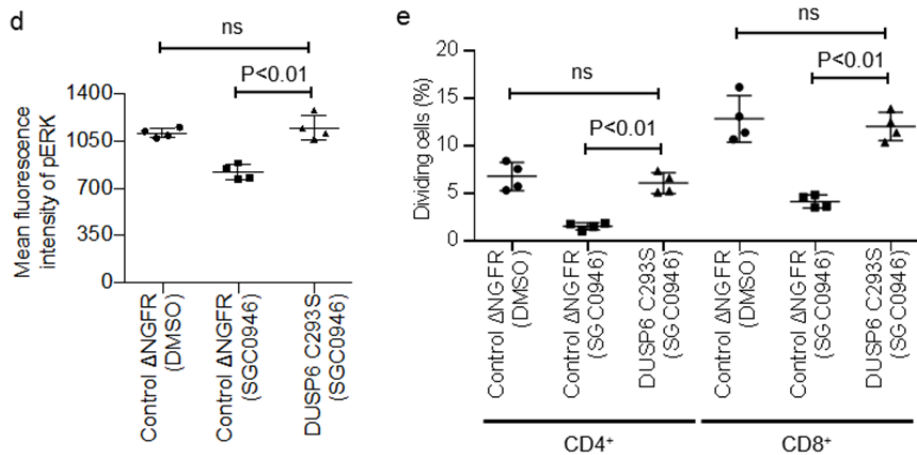 d
ns
P<0.01
Mean fluorescence
intensity of pERK
1400
1050
700
350
0
Control ΔNGFR
(DMSO)
Control ΔNGFR
(SGC0946)
DUSP6 C293S
(SGC0946)
e
ns
P<0.01
ns
P<0.01
Dividing cells (%)
20
15
10
5
0
Control ΔNGFR
(DMSO)
Control ΔNGFR
(SGC0946)
DUSP6 C293S
(SGC0946)
Control ΔNGFR
(DMSO)
Control ΔNGFR
(SGC0946)
DUSP6 C293S
(SGC0946)
CD4⁺
CD8⁺